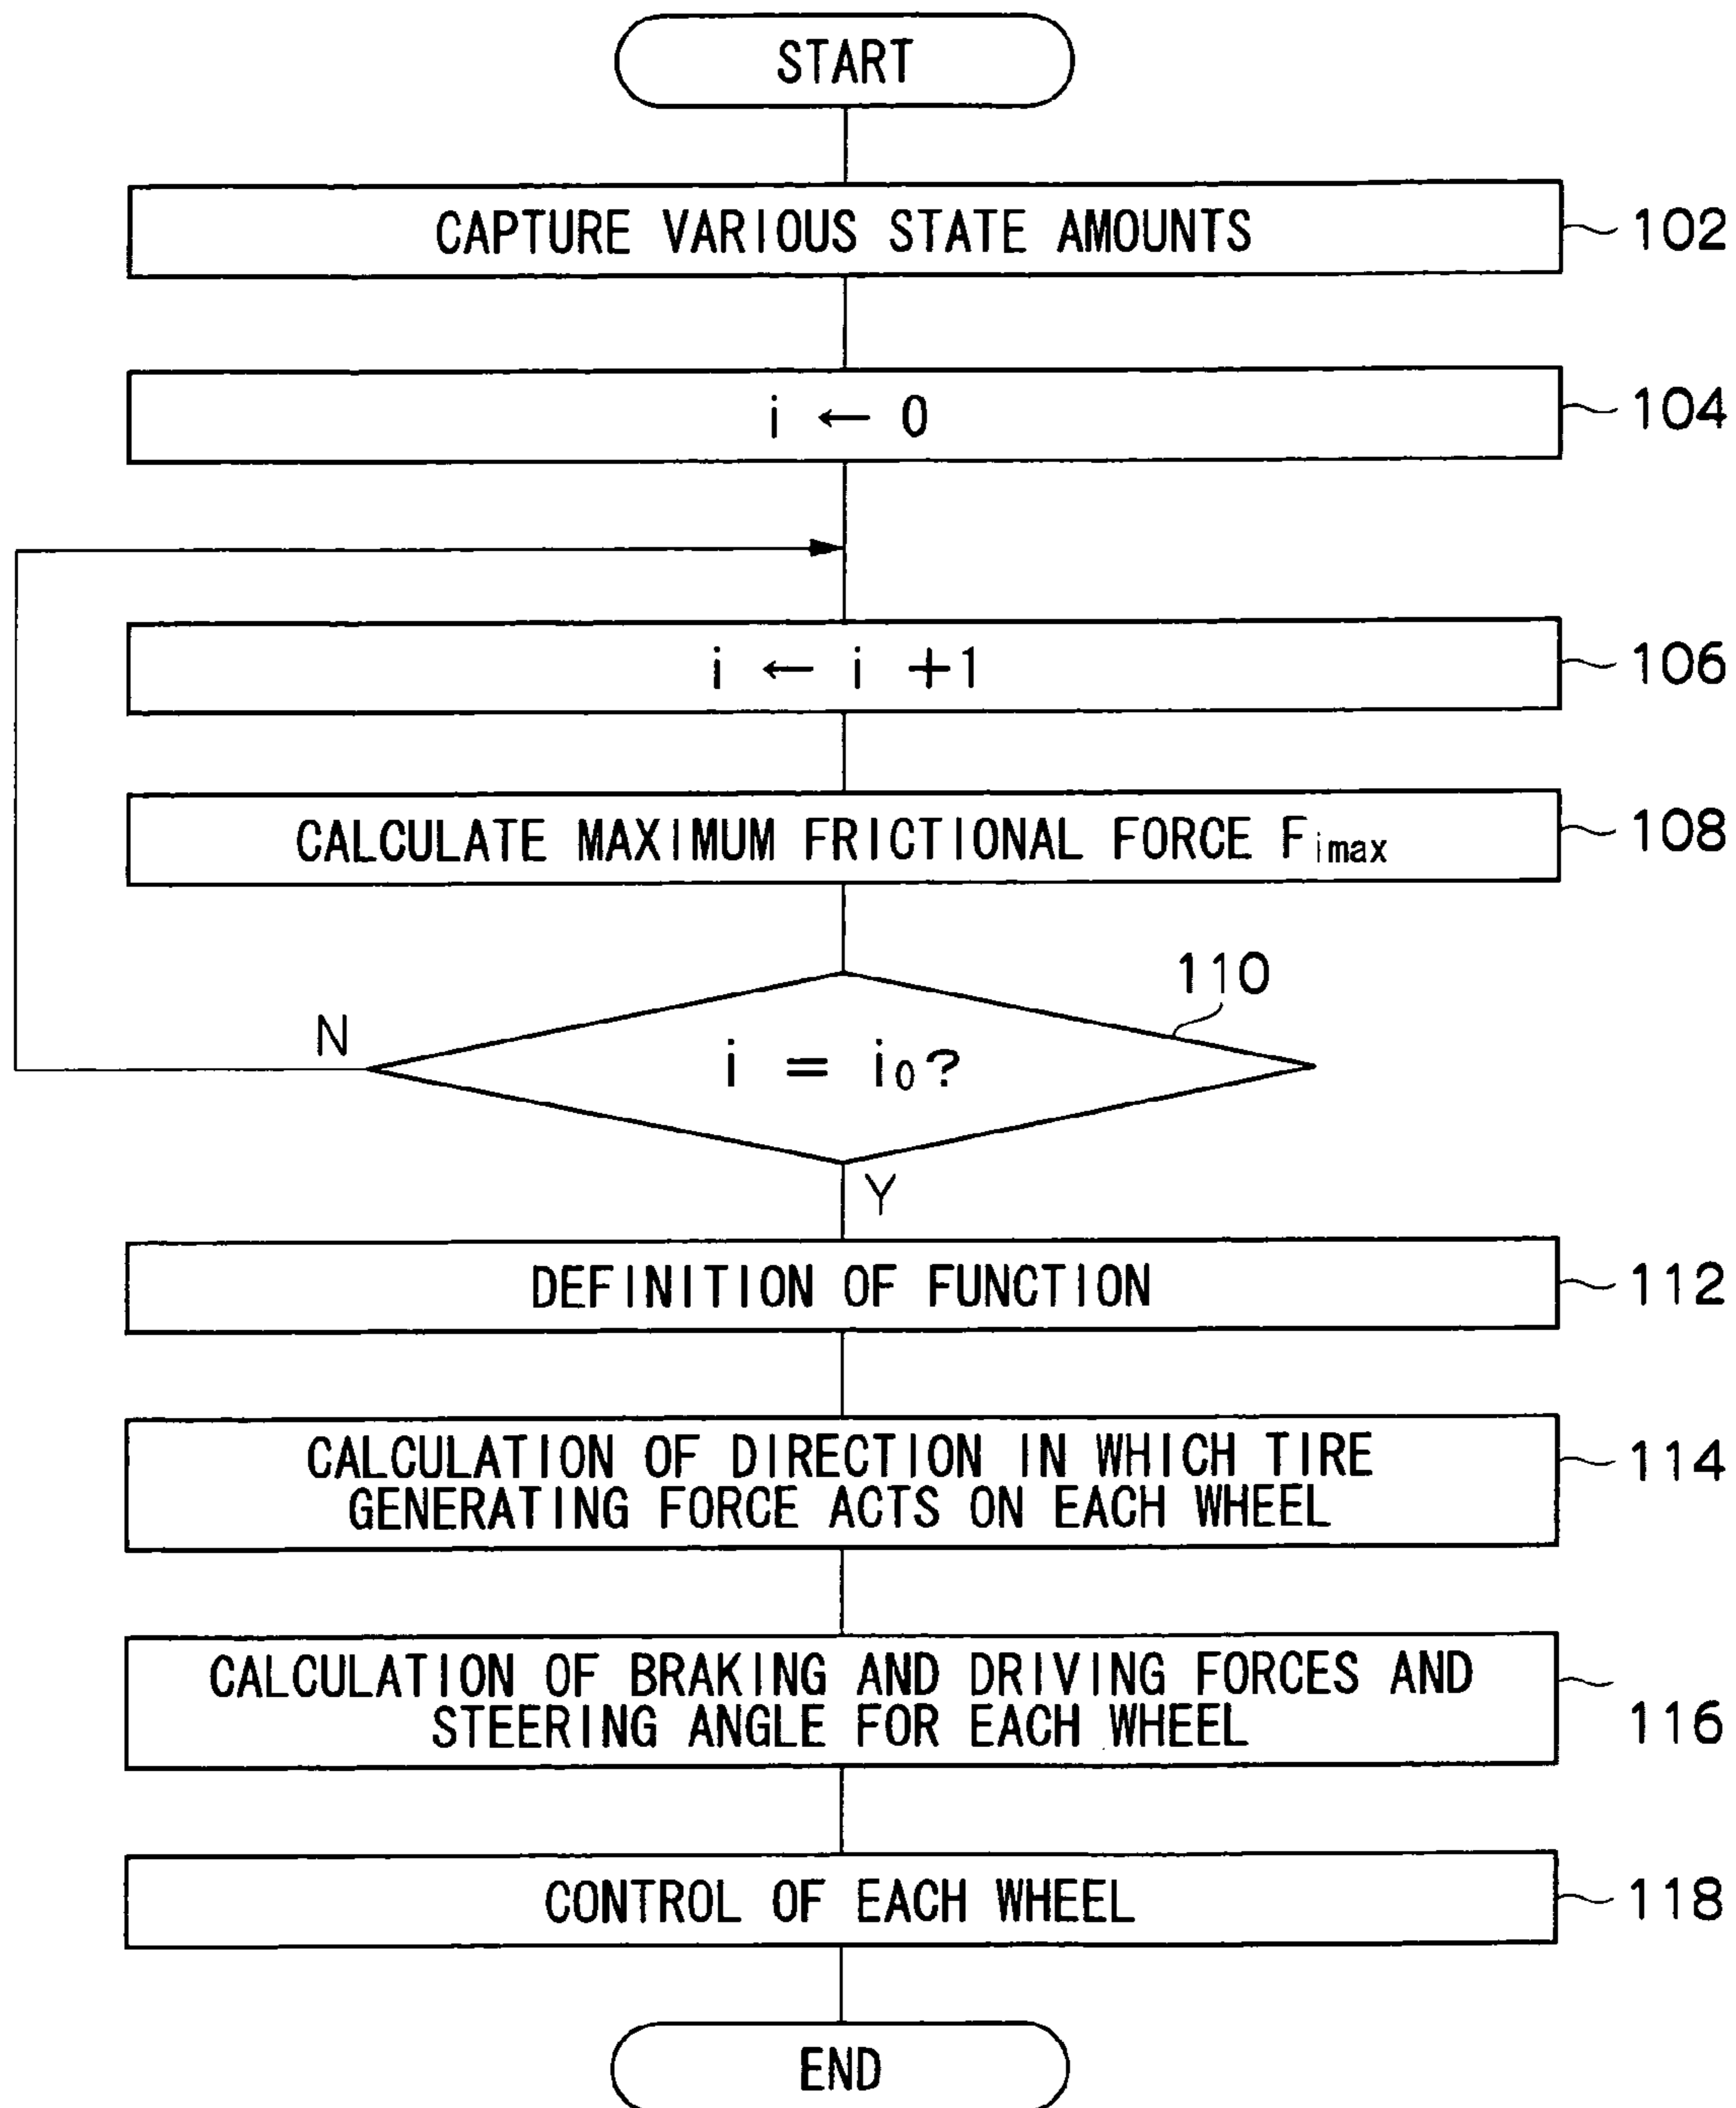 START
CAPTURE VARIOUS STATE AMOUNTS
102
i ← 0
104
i ← i +1
106
CALCULATE MAXIMUM FRICTIONAL FORCE Fimax
108
110
N
i = i0?
Y
DEFINITION OF FUNCTION
112
CALCULATION OF DIRECTION IN WHICH TIRE
GENERATING FORCE ACTS ON EACH WHEEL
114
CALCULATION OF BRAKING AND DRIVING FORCES AND
STEERING ANGLE FOR EACH WHEEL
116
CONTROL OF EACH WHEEL
118
END